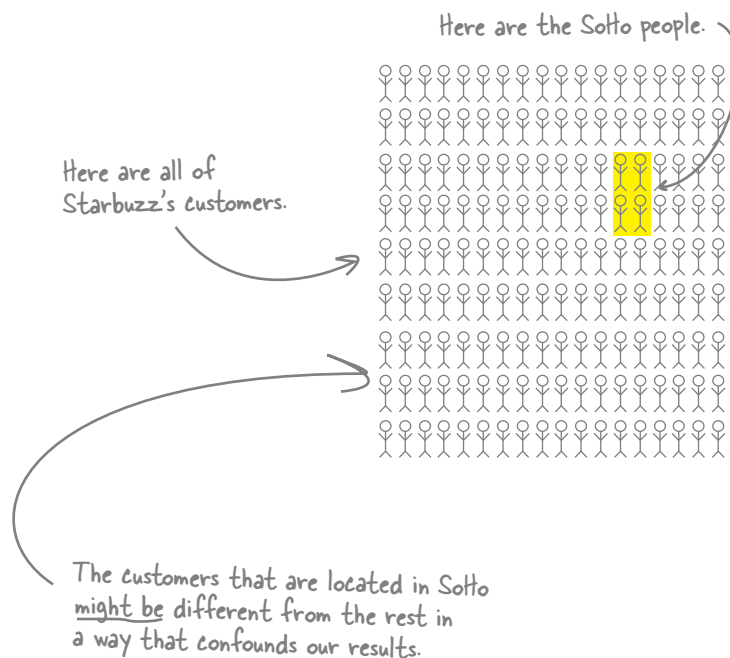 Here are the SoHo people.
Here are all of
Starbuzz's customers.
The customers that are located in SoHo
might be different from the rest in
a way that confounds our results.